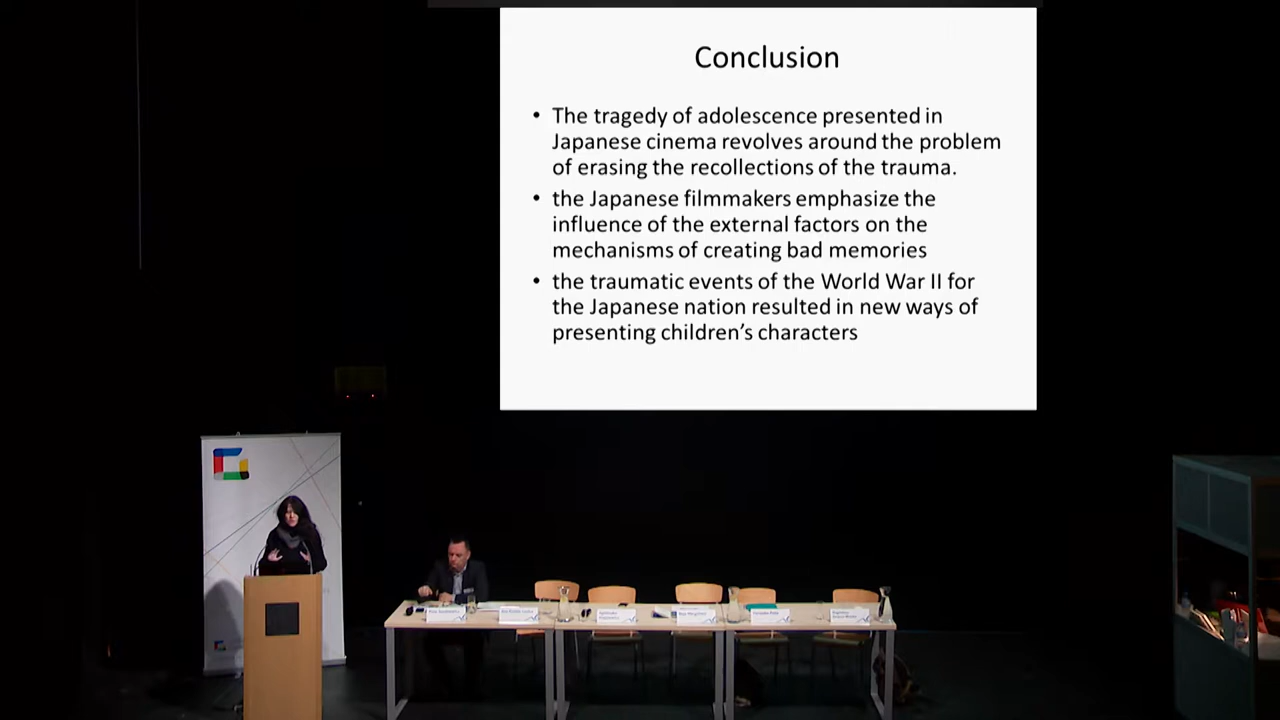 Conclusion
• The tragedy of adolescence presented in
Japanese cinema revolves around the problem
of erasing the recollections of the trauma.
• the Japanese filmmakers emphasize the
influence of the external factors on the
mechanisms of creating bad memories
• the traumatic events of the World War II for
the Japanese nation resulted in new ways of
presenting children’s characters